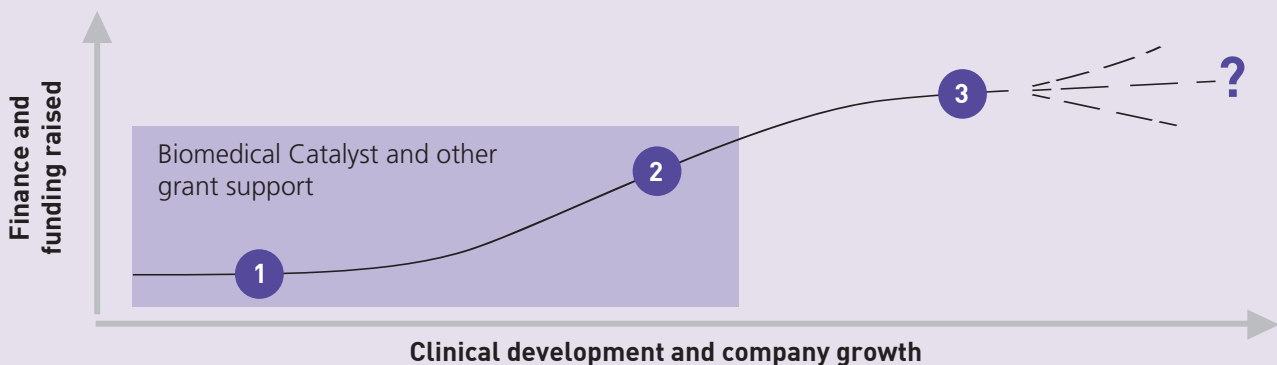 Finance and
funding raised
Biomedical Catalyst and other
grant support
1
2
3
?
Clinical development and company growth